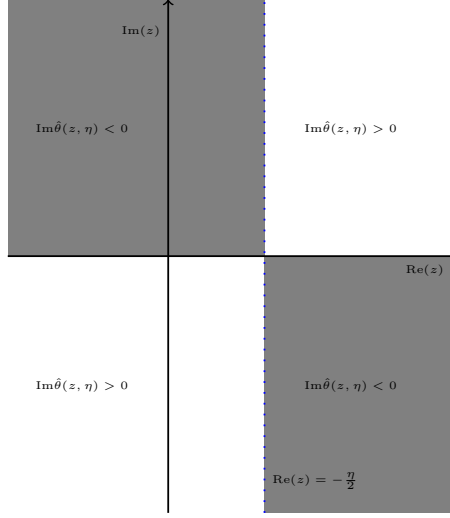 Im(z)
Imθ̂(z, η) < 0
Imθ̂(z, η) > 0
Re(z)
Imθ̂(z, η) > 0
Imθ̂(z, η) < 0
Re(z) = −η/2